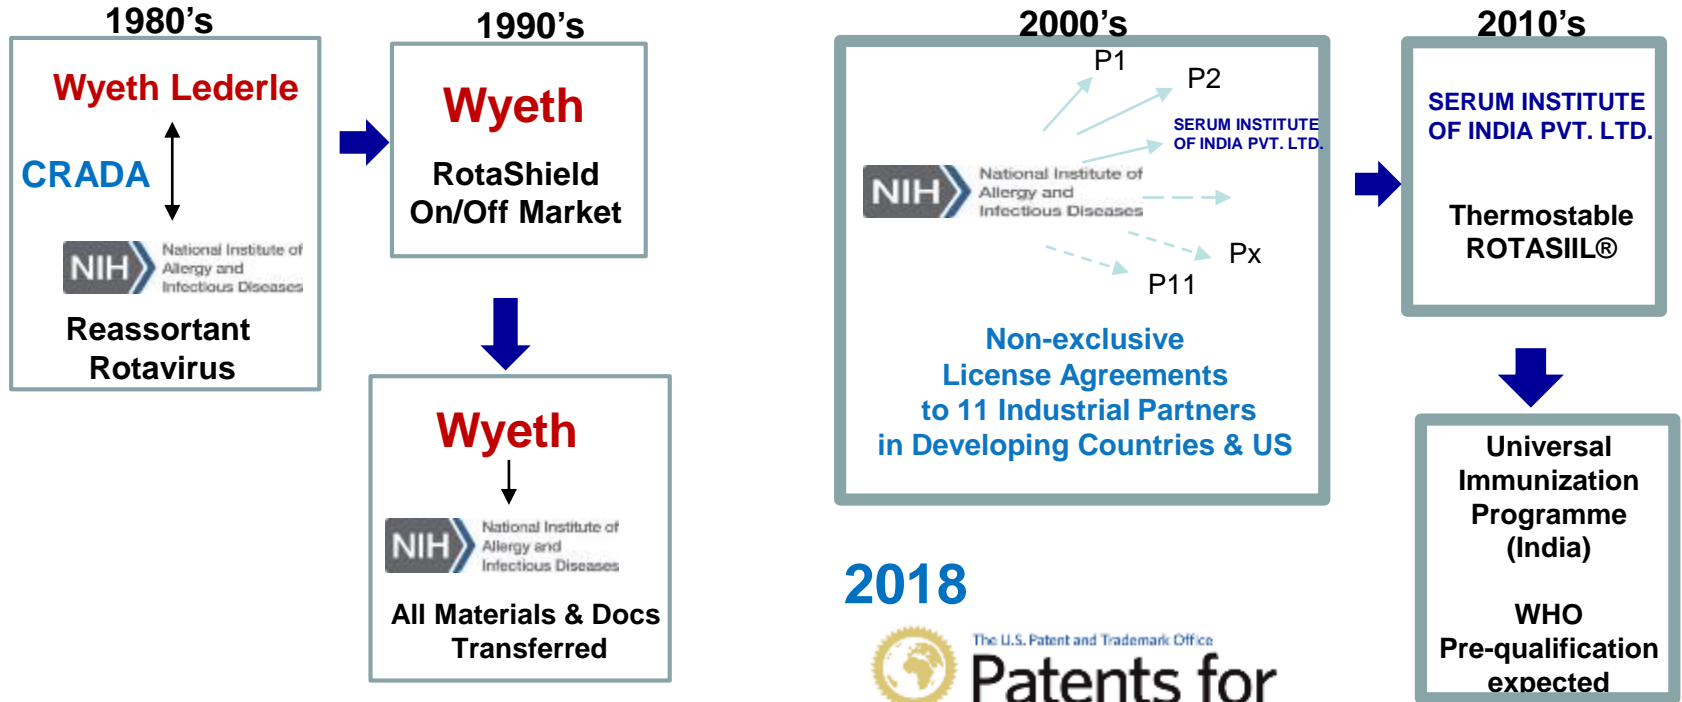 1980's
Wyeth Lederle
CRADA
NIH
National Institute of
Allergy and
Infectious Diseases
Reassortant
Rotavirus
1990's
Wyeth
RotaShield
On/Off Market
Wyeth
NIH
National Institute of
Allergy and
Infectious Diseases
All Materials & Docs
Transferred
2000's
P1
P2
SERUM INSTITUTE
OF INDIA PVT. LTD.
NIH
National Institute of
Allergy and
Infectious Diseases
Px
P11
Non-exclusive
License Agreements
to 11 Industrial Partners
in Developing Countries & US
2018
The U.S. Patent and Trademark Office
Patents for
2010's
SERUM INSTITUTE
OF INDIA PVT. LTD.
Thermostable
ROTASIIL®
Universal
Immunization
Programme
(India)
WHO
Pre-qualification
expected